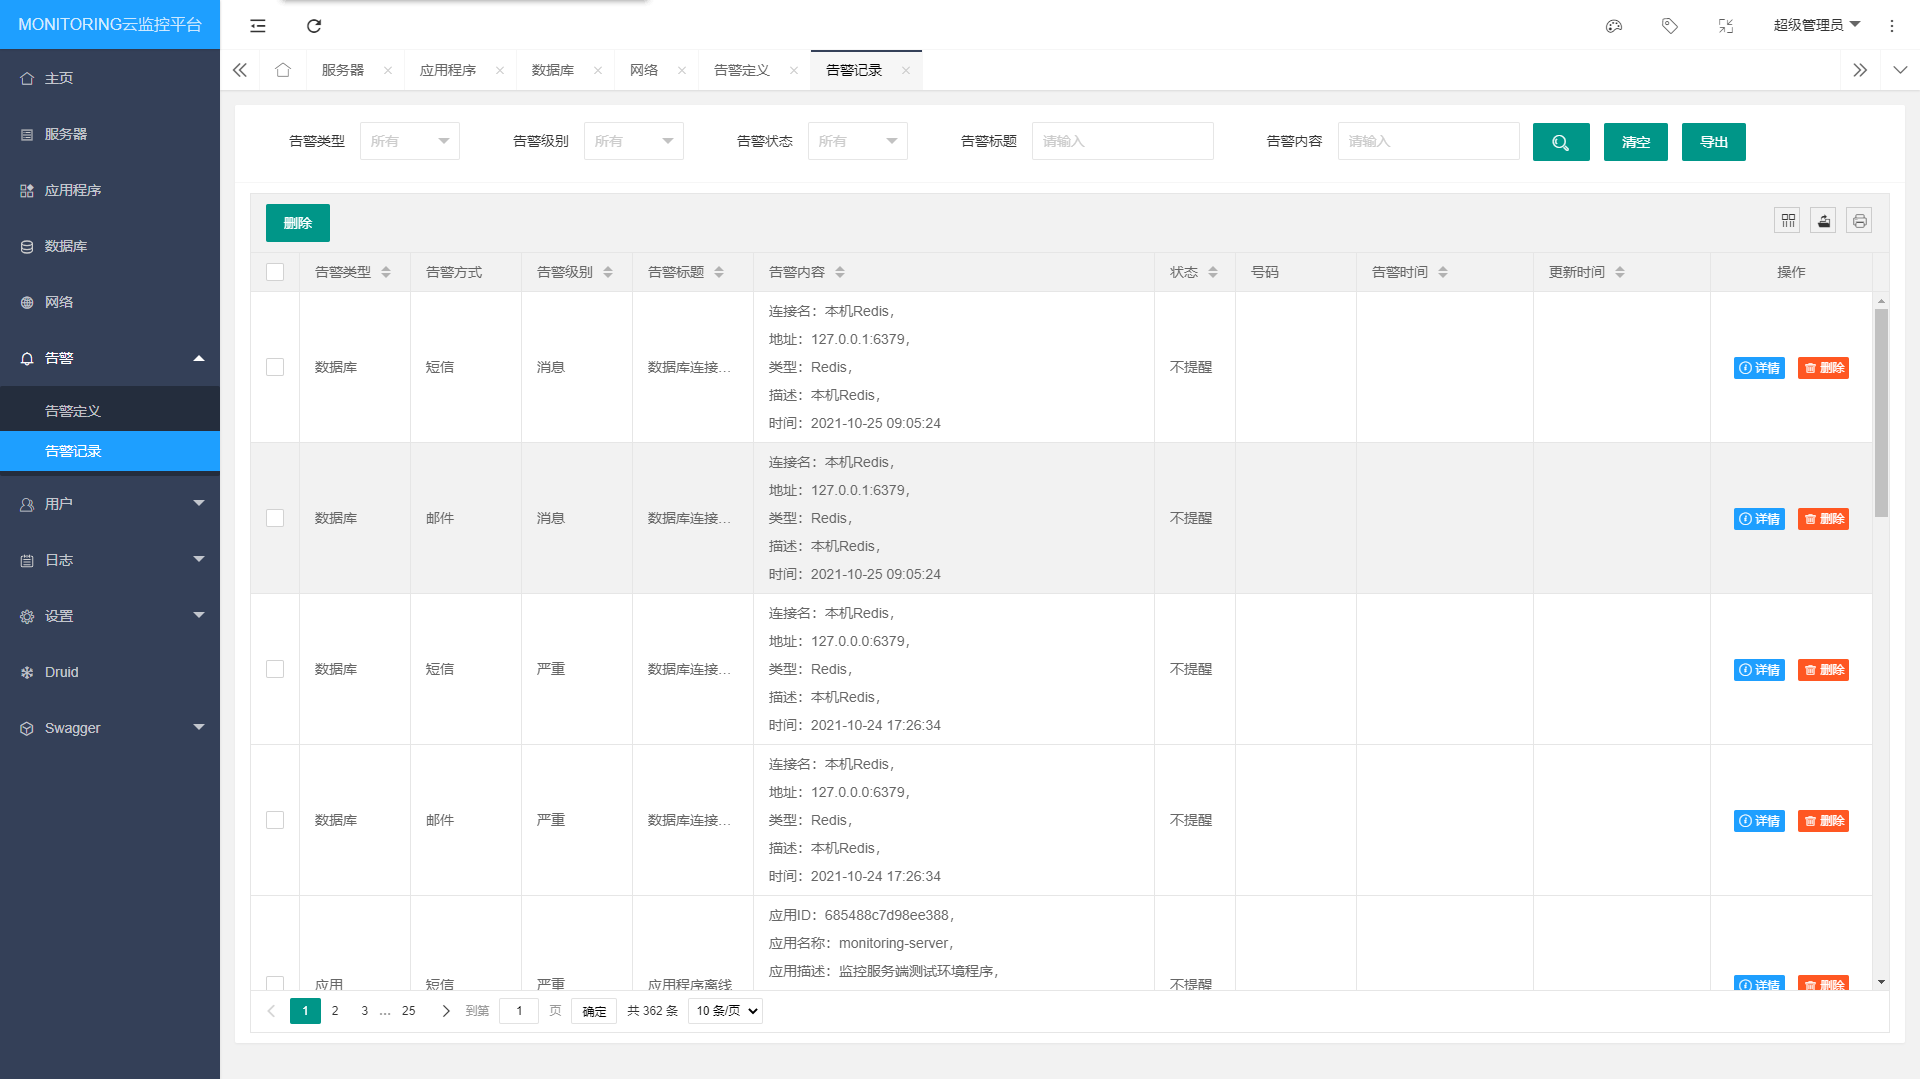 MONITORING云监控平台
超级管理员
主页
服务器
应用程序
数据库
网络
告警
告警定义
告警记录
用户
日志
设置
Druid
Swagger
服务器
应用程序
数据库
网络
告警定义
告警记录
告警类型 所有 告警级别 所有 告警状态 所有 告警标题 请输入 告警内容 请输入 清空 导出
删除
告警类型 告警方式 告警级别 告警标题 告警内容 状态 号码 告警时间 更新时间 操作
连接名：本机Redis，
地址：127.0.0.1:6379，
数据库 短信 消息 数据库连接... 类型：Redis， 不提醒 详情 删除
描述：本机Redis，
时间：2021-10-25 09:05:24
连接名：本机Redis，
地址：127.0.0.1:6379，
数据库 邮件 消息 数据库连接... 类型：Redis， 不提醒 详情 删除
描述：本机Redis，
时间：2021-10-25 09:05:24
连接名：本机Redis，
地址：127.0.0.0:6379，
数据库 短信 严重 数据库连接... 类型：Redis， 不提醒 详情 删除
描述：本机Redis，
时间：2021-10-24 17:26:34
连接名：本机Redis，
地址：127.0.0.0:6379，
数据库 邮件 严重 数据库连接... 类型：Redis， 不提醒 详情 删除
描述：本机Redis，
时间：2021-10-24 17:26:34
应用ID：685488c7d98ee388，
应用名称：monitoring-server，
应用描述：监控服务端测试环境程序，
应用 短信 严重 应用程序离线 不提醒 详情 删除
1 2 3 ... 25 到第 1 页 确定 共 362 条 10 条/页